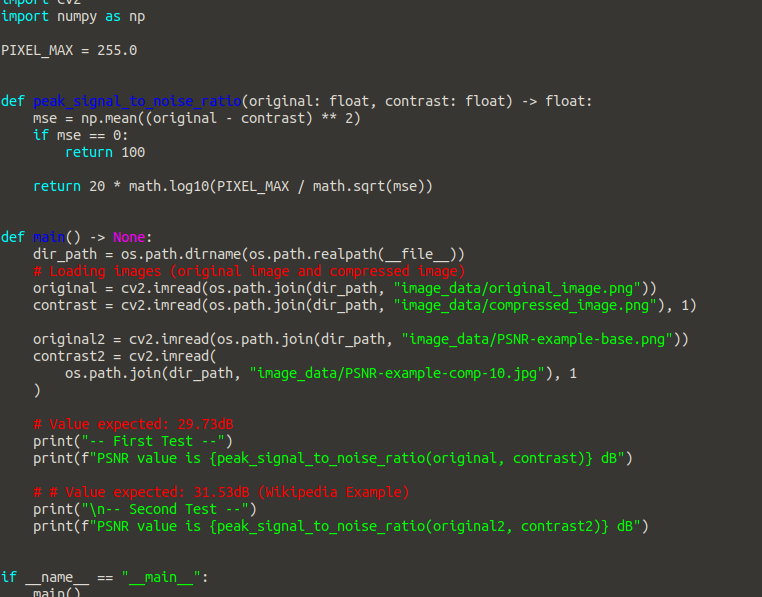 import cv2
import numpy as np

PIXEL_MAX = 255.0


def peak_signal_to_noise_ratio(original: float, contrast: float) -> float:
    mse = np.mean((original - contrast) ** 2)
    if mse == 0:
        return 100

    return 20 * math.log10(PIXEL_MAX / math.sqrt(mse))


def main() -> None:
    dir_path = os.path.dirname(os.path.realpath(__file__))
    # Loading images (original image and compressed image)
    original = cv2.imread(os.path.join(dir_path, "image_data/original_image.png"))
    contrast = cv2.imread(os.path.join(dir_path, "image_data/compressed_image.png"), 1)

    original2 = cv2.imread(os.path.join(dir_path, "image_data/PSNR-example-base.png"))
    contrast2 = cv2.imread(
        os.path.join(dir_path, "image_data/PSNR-example-comp-10.jpg"), 1
    )

    # Value expected: 29.73dB
    print("-- First Test --")
    print(f"PSNR value is {peak_signal_to_noise_ratio(original, contrast)} dB")

    # # Value expected: 31.53dB (Wikipedia Example)
    print("\n-- Second Test --")
    print(f"PSNR value is {peak_signal_to_noise_ratio(original2, contrast2)} dB")


if __name__ == "__main__":
    main()